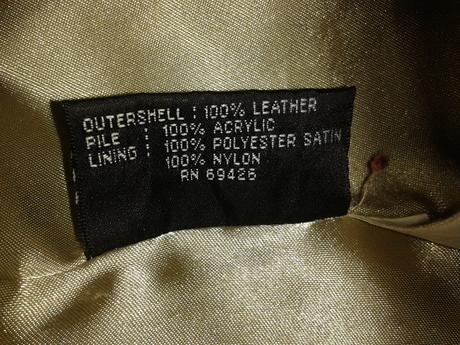 OUTERSHELL : 100% LEATHER
PILE : 100% ACRYLIC
LINING : 100% POLYESTER SATIN
100% NYLON
RN 69426